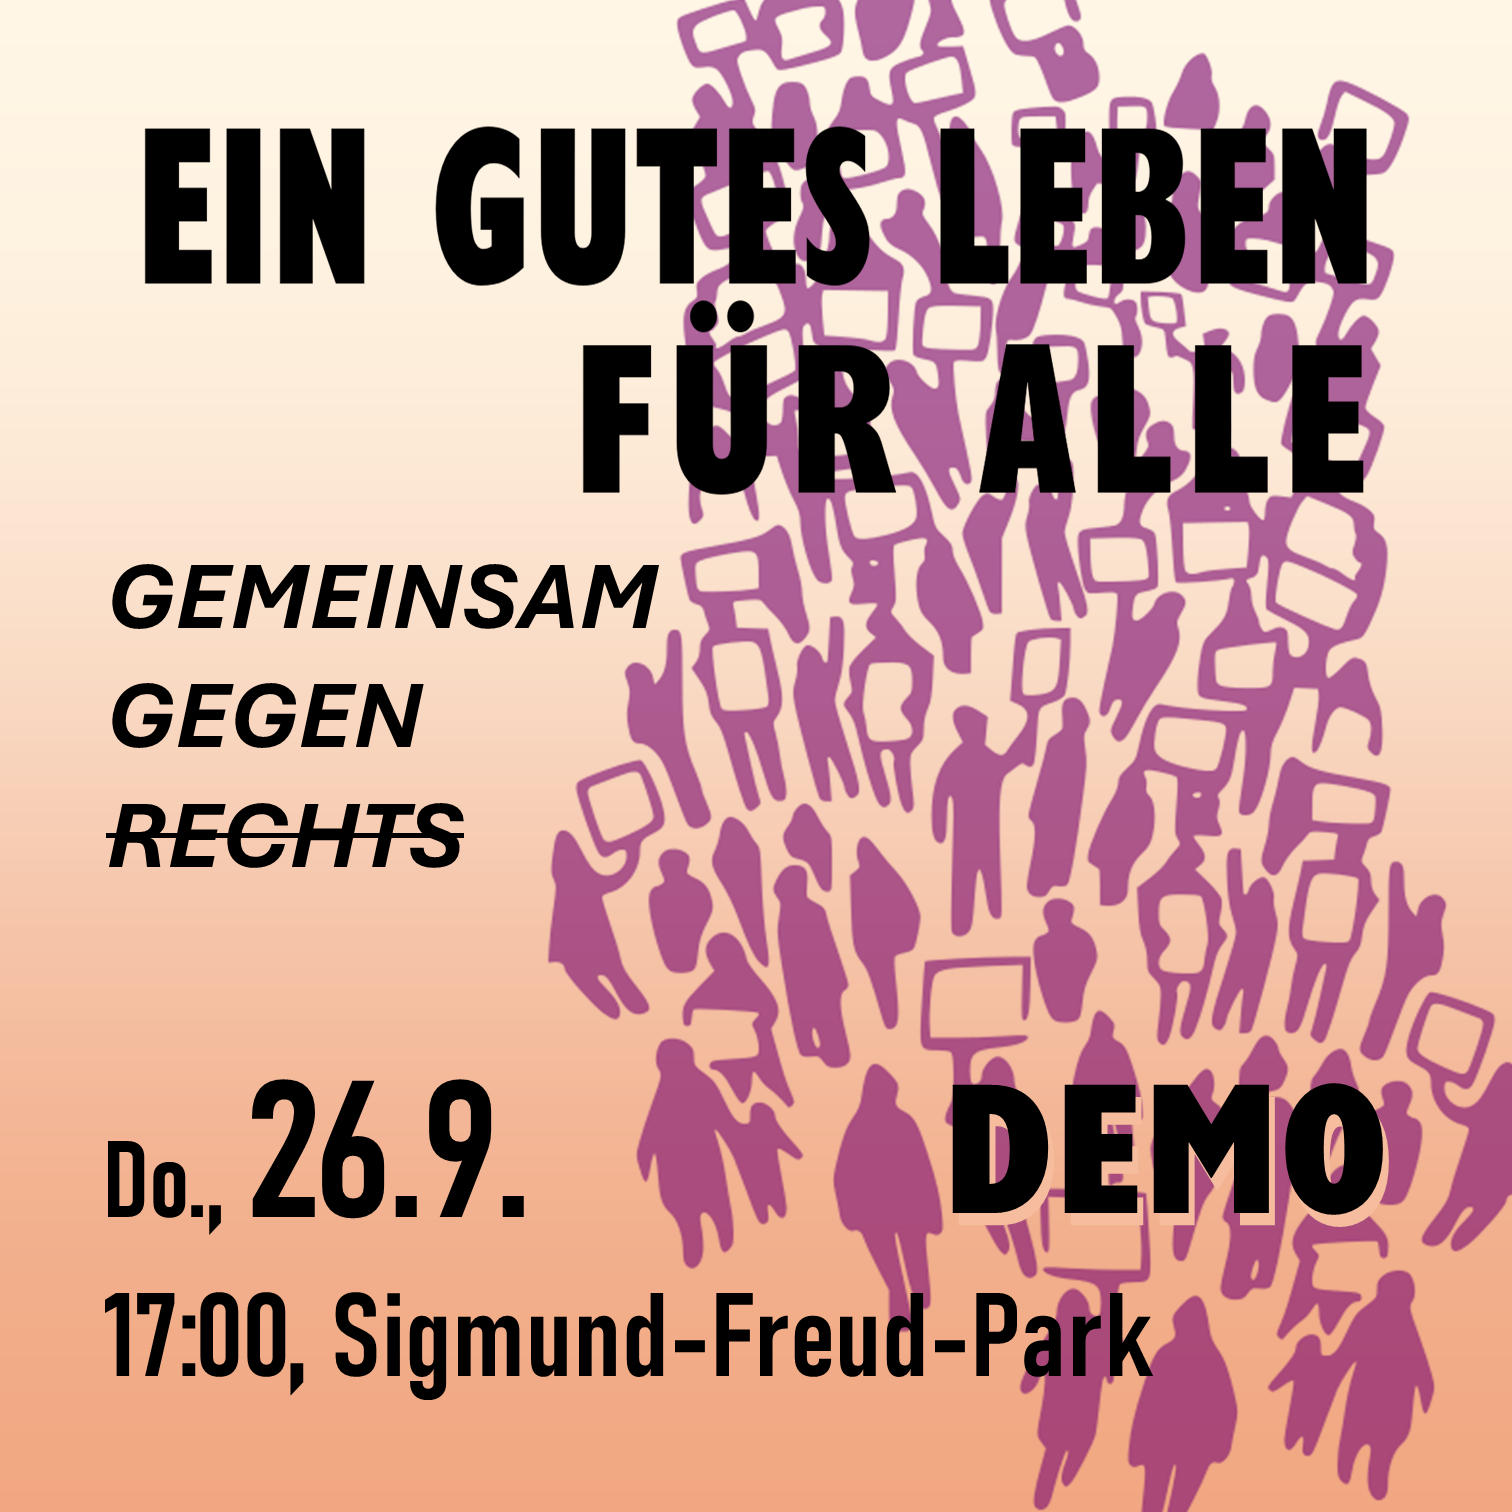 EIN GUTES LEBEN
FÜR ALLE
GEMEINSAM
GEGEN
RECHTS
Do., 26.9.
DEMO
17:00, Sigmund-Freud-Park